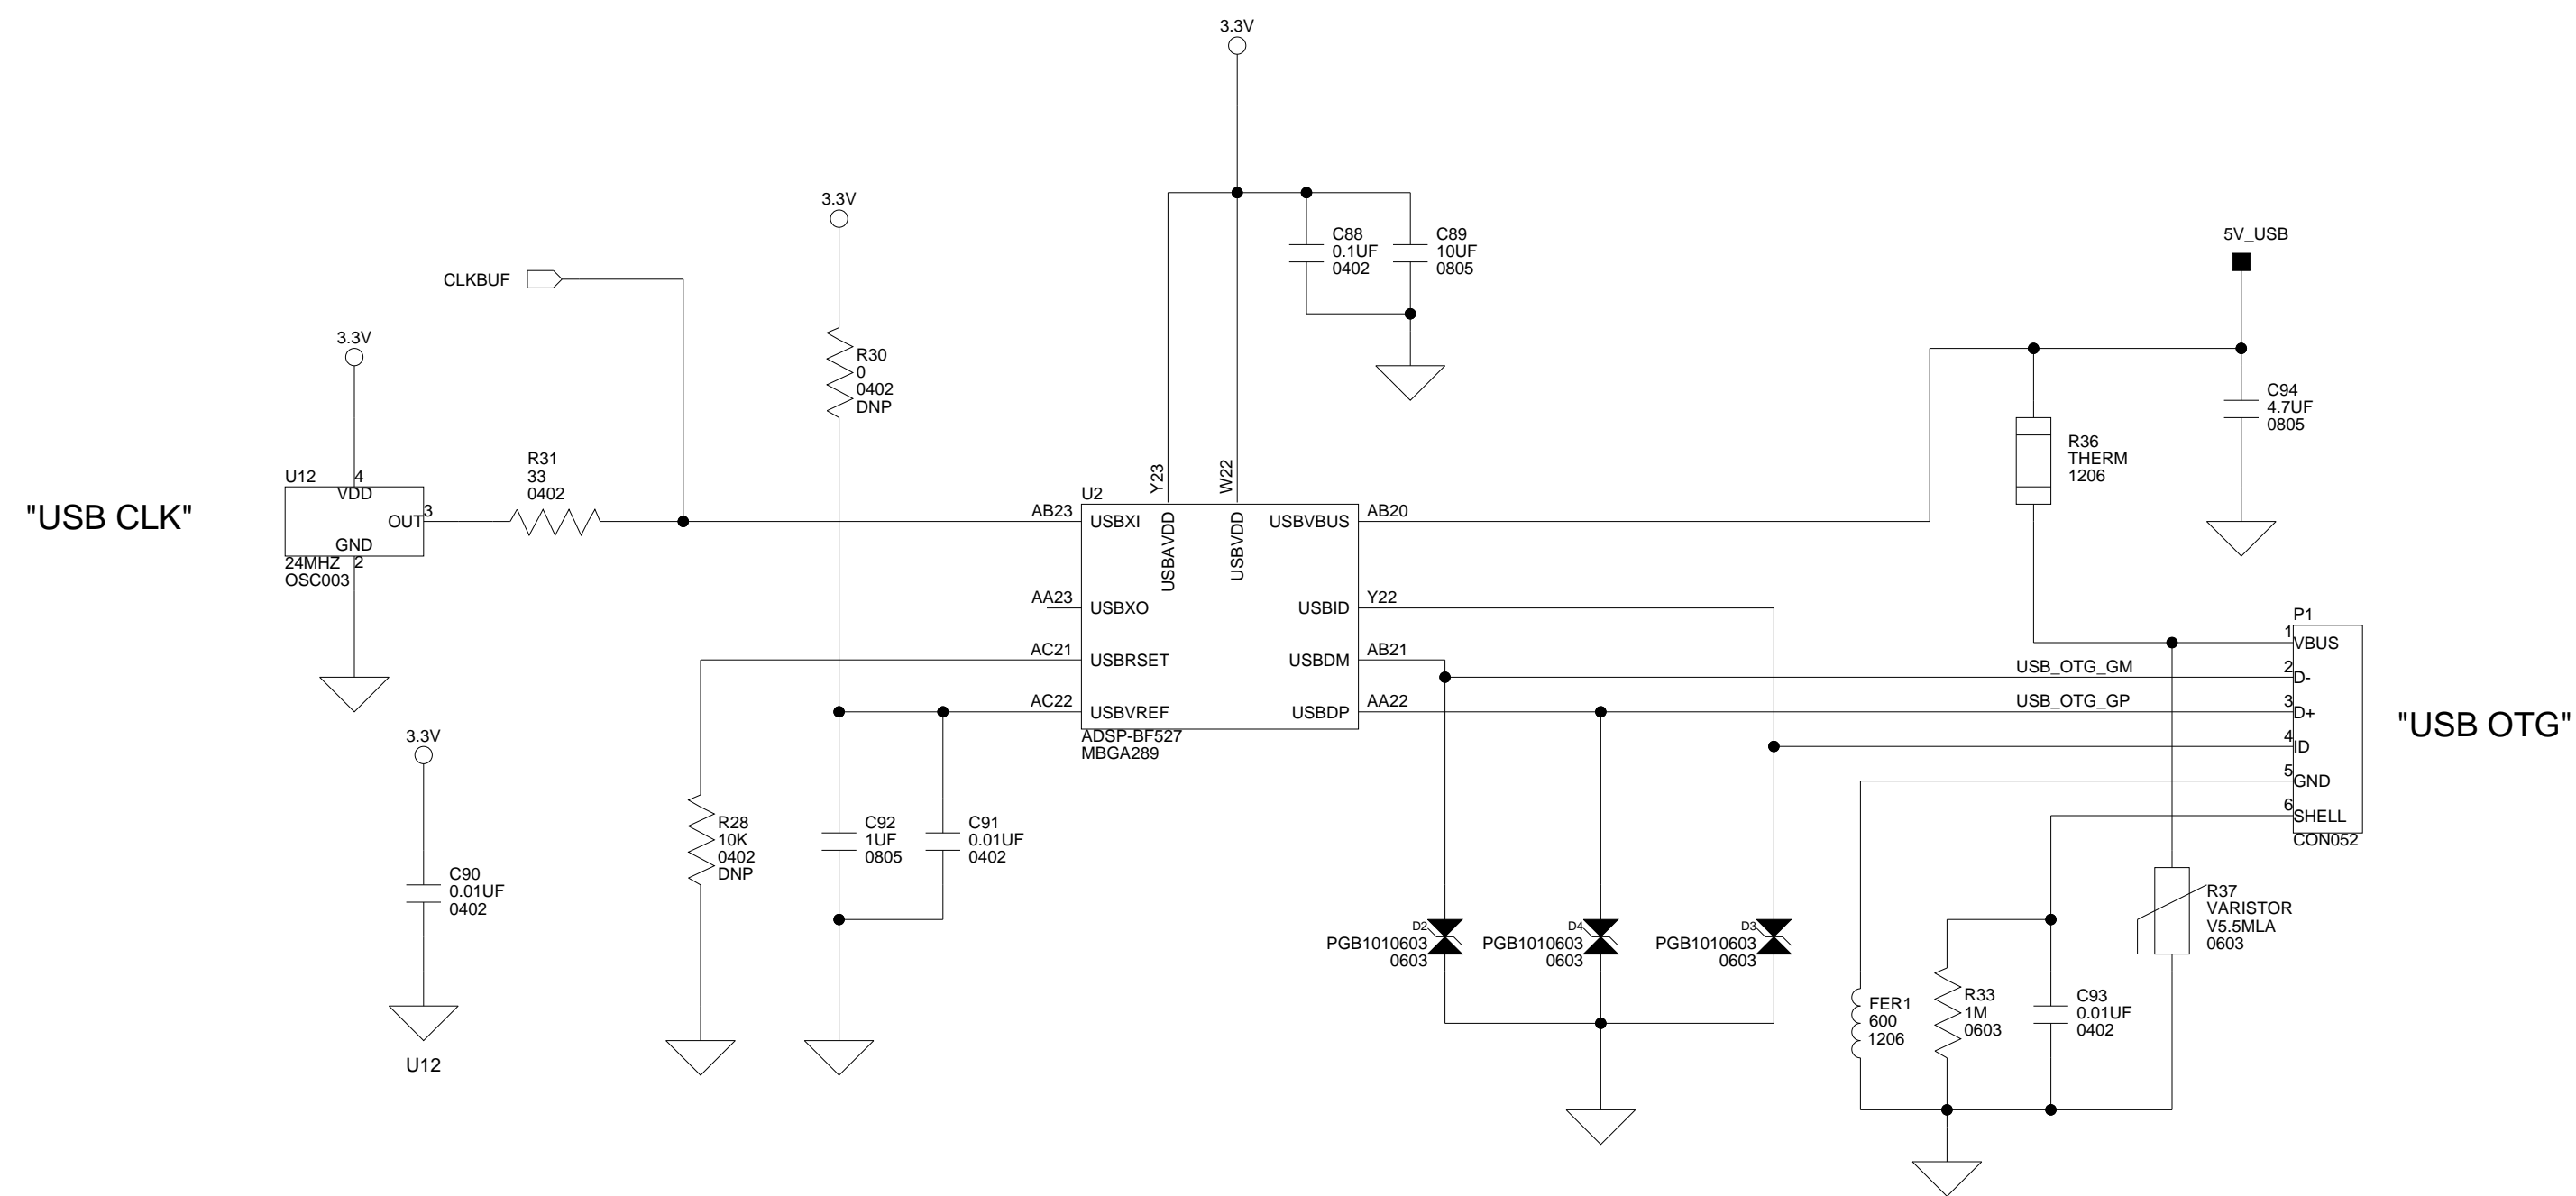 3.3V
3.3V
C88
0.1UF
0402
C89
10UF
0805
5V_USB
CLKBUF
3.3V
R30
0
0402
DNP
C94
4.7UF
0805
R36
THERM
1206
R31
33
0402
U12
4
VDD
OUT
3
GND
2
24MHZ
OSC003
"USB CLK"
Y23
W22
U2
AB23
USBXI
USBAVDD
USBVDD
USBVBUS
AB20
AA23
USBXO
USBID
Y22
AC21
USBRSET
USBDM
AB21
AC22
USBVREF
USBDP
AA22
ADSP-BF527
MBGA289
P1
1
VBUS
USB_OTG_GM
2
D-
USB_OTG_GP
3
D+
4
ID
5
GND
6
SHELL
CON052
"USB OTG"
3.3V
C90
0.01UF
0402
U12
R28
10K
0402
DNP
C92
1UF
0805
C91
0.01UF
0402
D2
PGB1010603
0603
D4
PGB1010603
0603
D3
PGB1010603
0603
R37
VARISTOR
V5.5MLA
0603
FER1
600
1206
R33
1M
0603
C93
0.01UF
0402